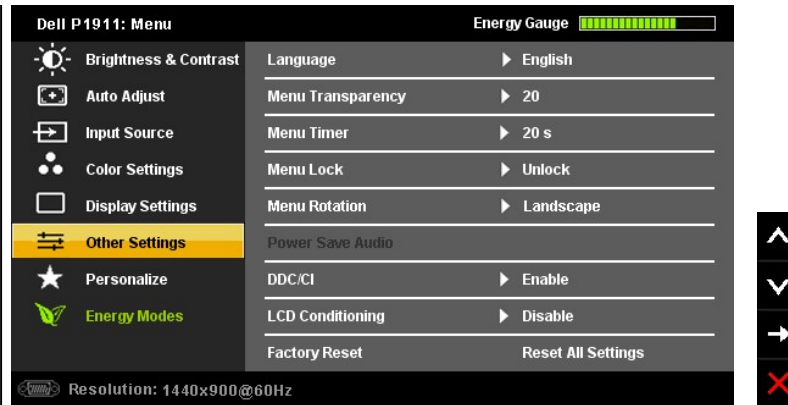 Dell P1911: Menu Energy Gauge
Brightness & Contrast Language English
Auto Adjust Menu Transparency 20
Input Source Menu Timer 20 s
Color Settings Menu Lock Unlock
Display Settings Menu Rotation Landscape
Other Settings Power Save Audio
Personalize DDC/CI Enable
Energy Modes LCD Conditioning Disable
Factory Reset Reset All Settings
Resolution: 1440x900@60Hz